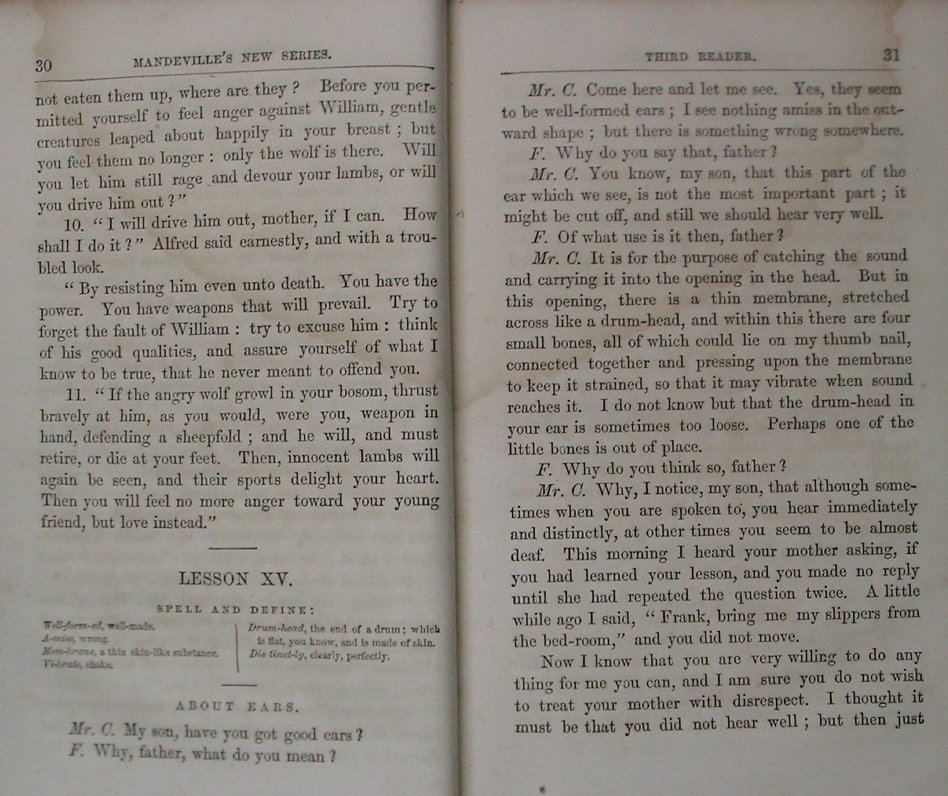 30 MANDEVILLE'S NEW SERIES.
not eaten them up, where are they ? Before you per-
mitted yourself to feel anger against William, gentle
creatures leaped about happily in your breast ; but
you feel them no longer : only the wolf is there. Will
you let him still rage and devour your lambs, or will
you drive him out ?"
10. " I will drive him out, mother, if I can. How
shall I do it ?" Alfred said earnestly, and with a trou-
bled look.
" By resisting him even unto death. You have the
power. You have weapons that will prevail. Try to
forget the fault of William : try to excuse him : think
of his good qualities, and assure yourself of what I
know to be true, that he never meant to offend you.
11. " If the angry wolf growl in your bosom, thrust
bravely at him, as you would, were you, weapon in
hand, defending a sheepfold ; and he will, and must
retire, or die at your feet. Then, innocent lambs will
again be seen, and their sports delight your heart.
Then you will feel no more anger toward your young
friend, but love instead."
LESSON XV.
SPELL AND DEFINE:
Well-form-ed, well-made.
A-miss, wrong.
Mem-brane, a thin skin-like substance.
Vi-brate, shake.
Drum-head, the end of a drum; which
is flat, you know, and is made of skin.
Dis-tinct-ly, clearly, perfectly.
ABOUT EARS.
Mr. C. My son, have you got good ears ?
F. Why, father, what do you mean ?
THIRD READER. 31
Mr. C. Come here and let me see. Yes, they seem
to be well-formed ears ; I see nothing amiss in the out-
ward shape ; but there is something wrong somewhere.
F. Why do you say that, father ?
Mr. C. You know, my son, that this part of the
ear which we see, is not the most important part ; it
might be cut off, and still we should hear very well.
F. Of what use is it then, father ?
Mr. C. It is for the purpose of catching the sound
and carrying it into the opening in the head. But in
this opening, there is a thin membrane, stretched
across like a drum-head, and within this there are four
small bones, all of which could lie on my thumb nail,
connected together and pressing upon the membrane
to keep it strained, so that it may vibrate when sound
reaches it. I do not know but that the drum-head in
your ear is sometimes too loose. Perhaps one of the
little bones is out of place.
F. Why do you think so, father ?
Mr. C. Why, I notice, my son, that although some-
times when you are spoken to, you hear immediately
and distinctly, at other times you seem to be almost
deaf. This morning I heard your mother asking, if
you had learned your lesson, and you made no reply
until she had repeated the question twice. A little
while ago I said, " Frank, bring me my slippers from
the bed-room," and you did not move.
Now I know that you are very willing to do any
thing for me you can, and I am sure you do not wish
to treat your mother with disrespect. I thought it
must be that you did not hear well ; but then just